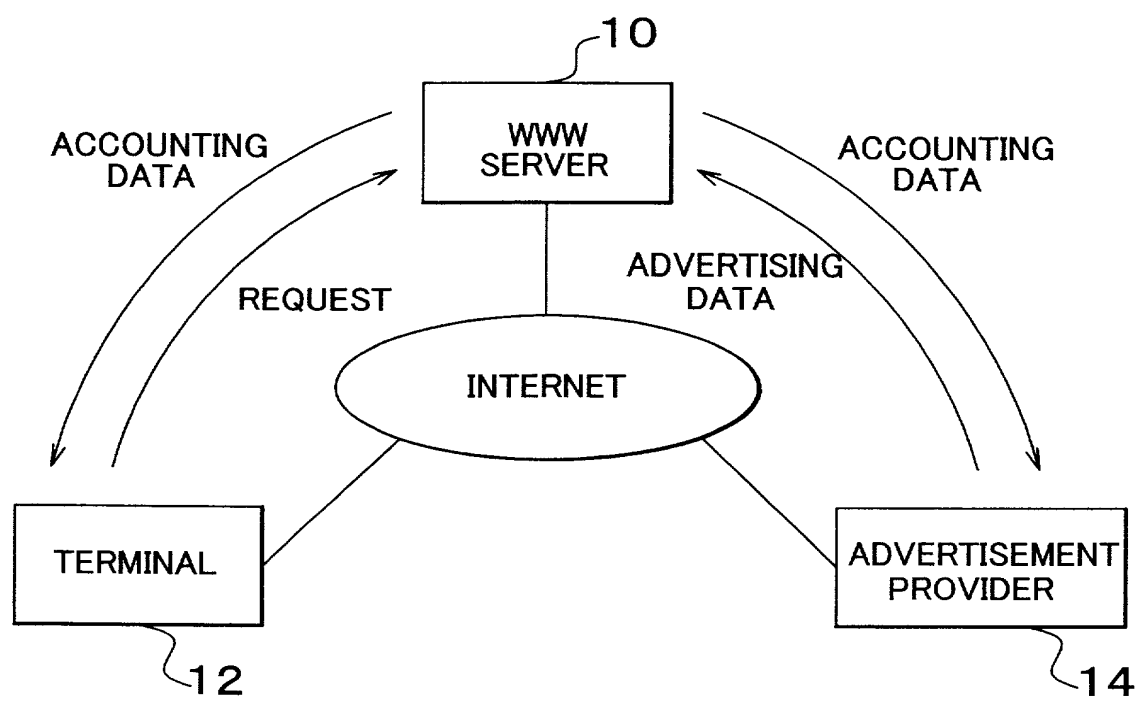 10
WWW
SERVER
ACCOUNTING
DATA
ACCOUNTING
DATA
REQUEST
ADVERTISING
DATA
INTERNET
TERMINAL
ADVERTISEMENT
PROVIDER
12
14